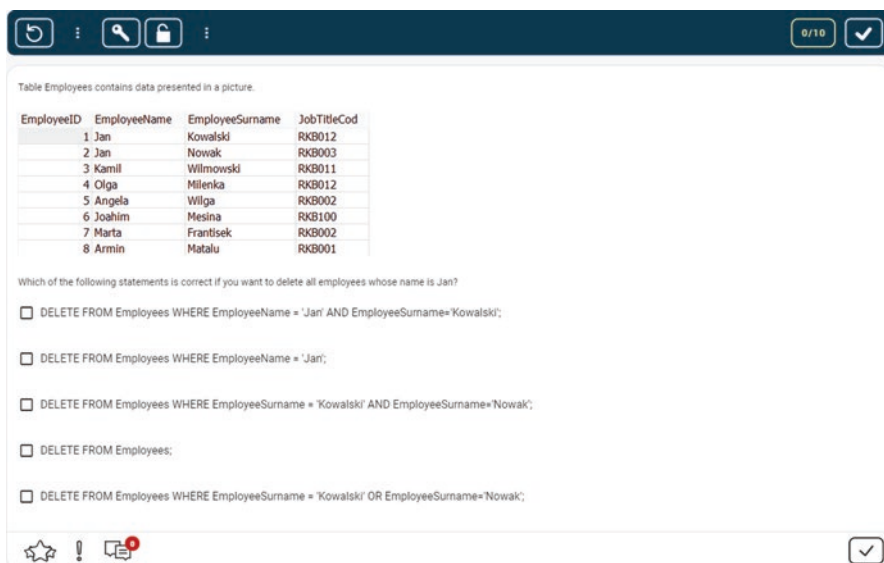 0/10
Table Employees contains data presented in a picture.
EmployeeID EmployeeName EmployeeSurname JobTitleCod
1 Jan Kowalski RKB012
2 Jan Nowak RKB003
3 Kamil Wilmowski RKB011
4 Olga Milenka RKB012
5 Angela Wilga RKB002
6 Joahim Mesina RKB100
7 Marta Frantisek RKB002
8 Armin Matalu RKB001
Which of the following statements is correct if you want to delete all employees whose name is Jan?
DELETE FROM Employees WHERE EmployeeName = 'Jan' AND EmployeeSurname='Kowalski';
DELETE FROM Employees WHERE EmployeeName = 'Jan';
DELETE FROM Employees WHERE EmployeeSurname = 'Kowalski' AND EmployeeSurname='Nowak';
DELETE FROM Employees;
DELETE FROM Employees WHERE EmployeeSurname = 'Kowalski' OR EmployeeSurname='Nowak';
0